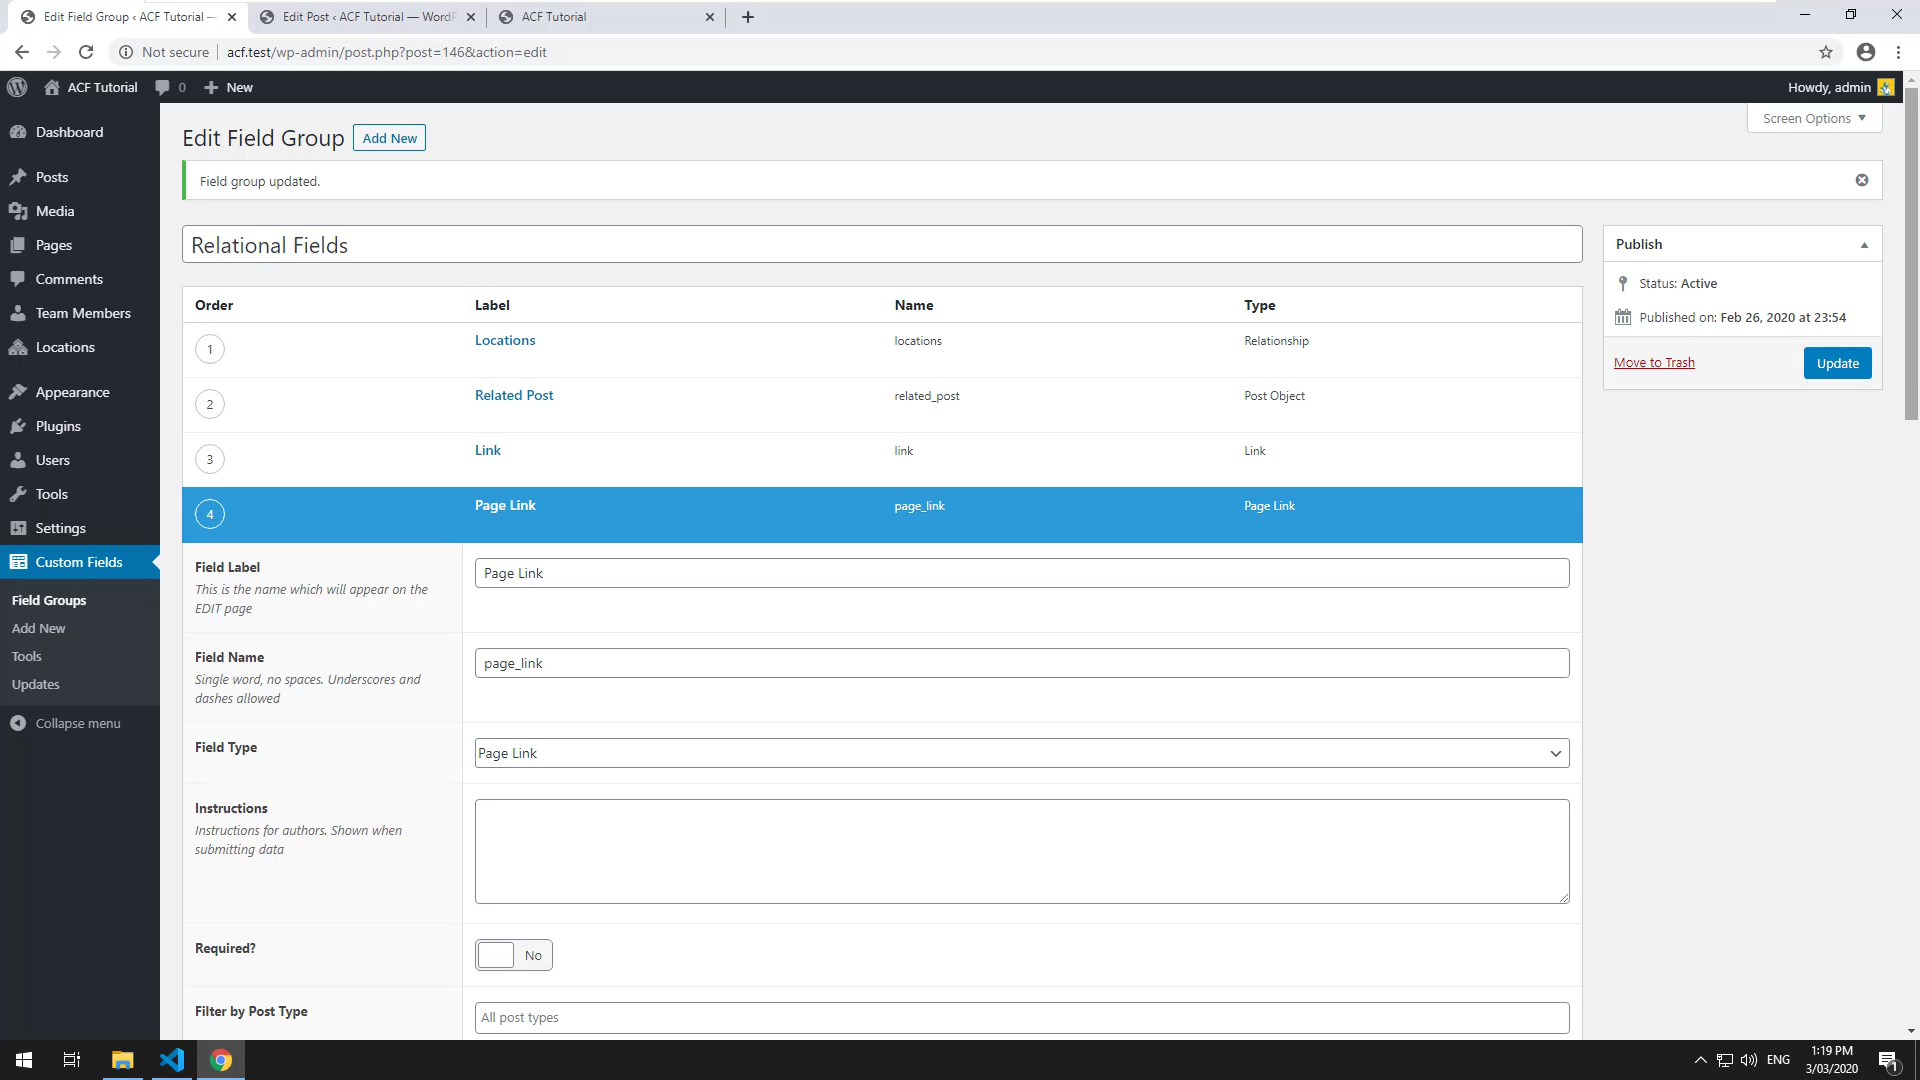 Edit Field Group ‹ ACF Tutorial —
Edit Post ‹ ACF Tutorial — WordP
ACF Tutorial
Not secure
acf.test/wp-admin/post.php?post=146&action=edit
ACF Tutorial
0
New
Howdy, admin
Screen Options
Dashboard
Posts
Media
Pages
Comments
Team Members
Locations
Appearance
Plugins
Users
Tools
Settings
Custom Fields
Field Groups
Add New
Tools
Updates
Collapse menu
Edit Field Group
Add New
Field group updated.
Relational Fields
Order Label Name Type
1 Locations locations Relationship
2 Related Post related_post Post Object
3 Link link Link
4 Page Link page_link Page Link
Field Label
This is the name which will appear on the
EDIT page
Page Link
Field Name
Single word, no spaces. Underscores and
dashes allowed
page_link
Field Type
Page Link
Instructions
Instructions for authors. Shown when
submitting data
Required?
No
Filter by Post Type
All post types
Publish
Status: Active
Published on: Feb 26, 2020 at 23:54
Move to Trash
Update
ENG
1:19 PM
3/03/2020
1